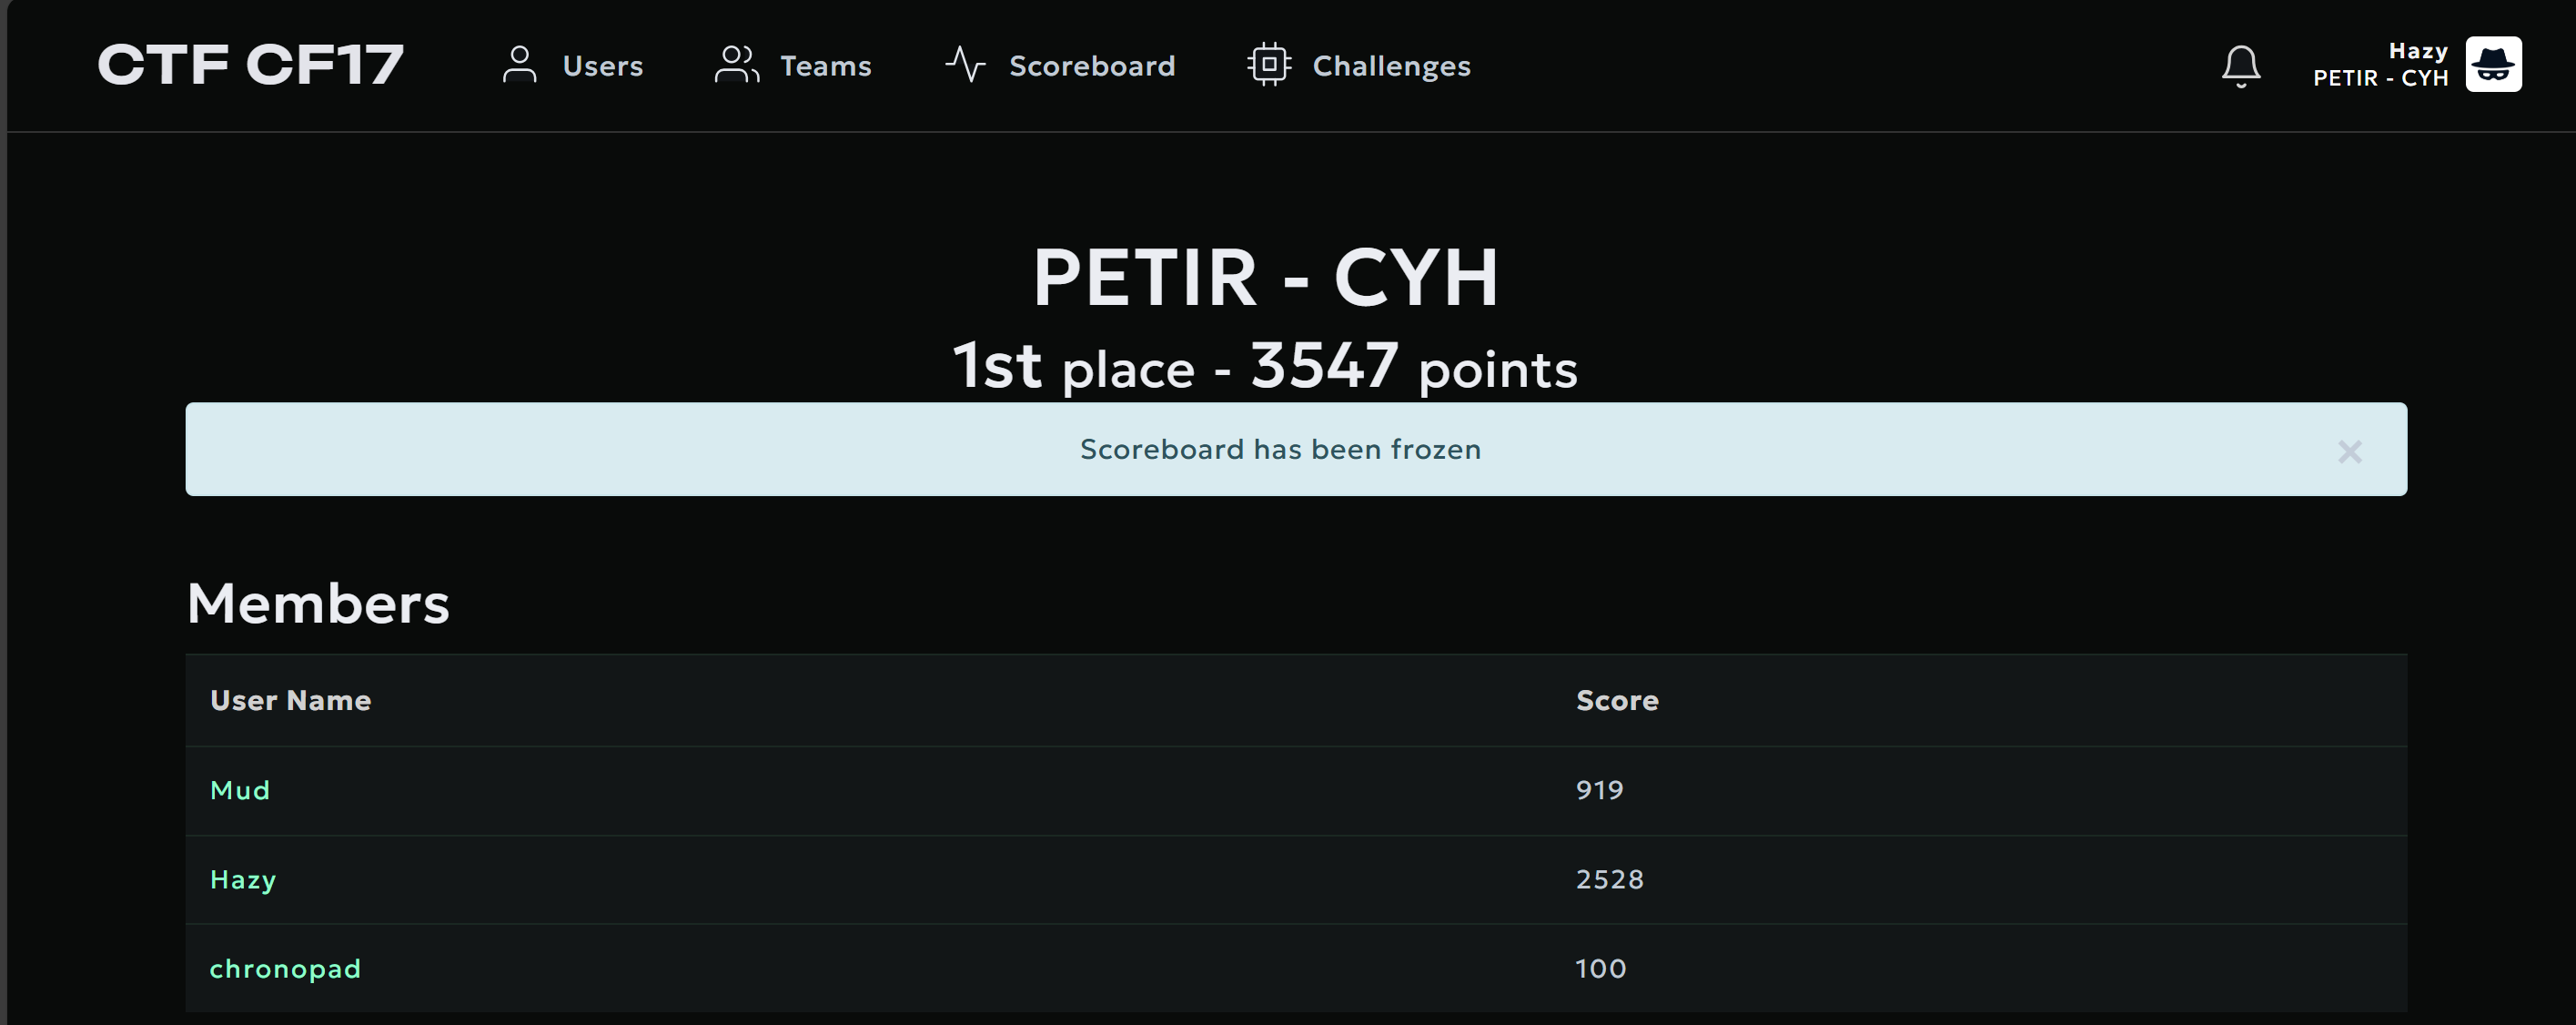 CTF CF17 Users Teams Scoreboard Challenges Hazy
PETIR - CYH
PETIR - CYH
1st place - 3547 points
Scoreboard has been frozen ×
Members
User Name Score
Mud 919
Hazy 2528
chronopad 100